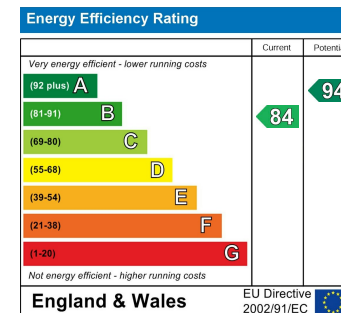 Energy Efficiency Rating
Current Potenti
Very energy efficient - lower running costs
(92 plus) A
94
(81-91) B
84
(69-80) C
(55-68) D
(39-54) E
(21-38) F
(1-20) G
Not energy efficient - higher running costs
England & Wales
EU Directive
2002/91/EC